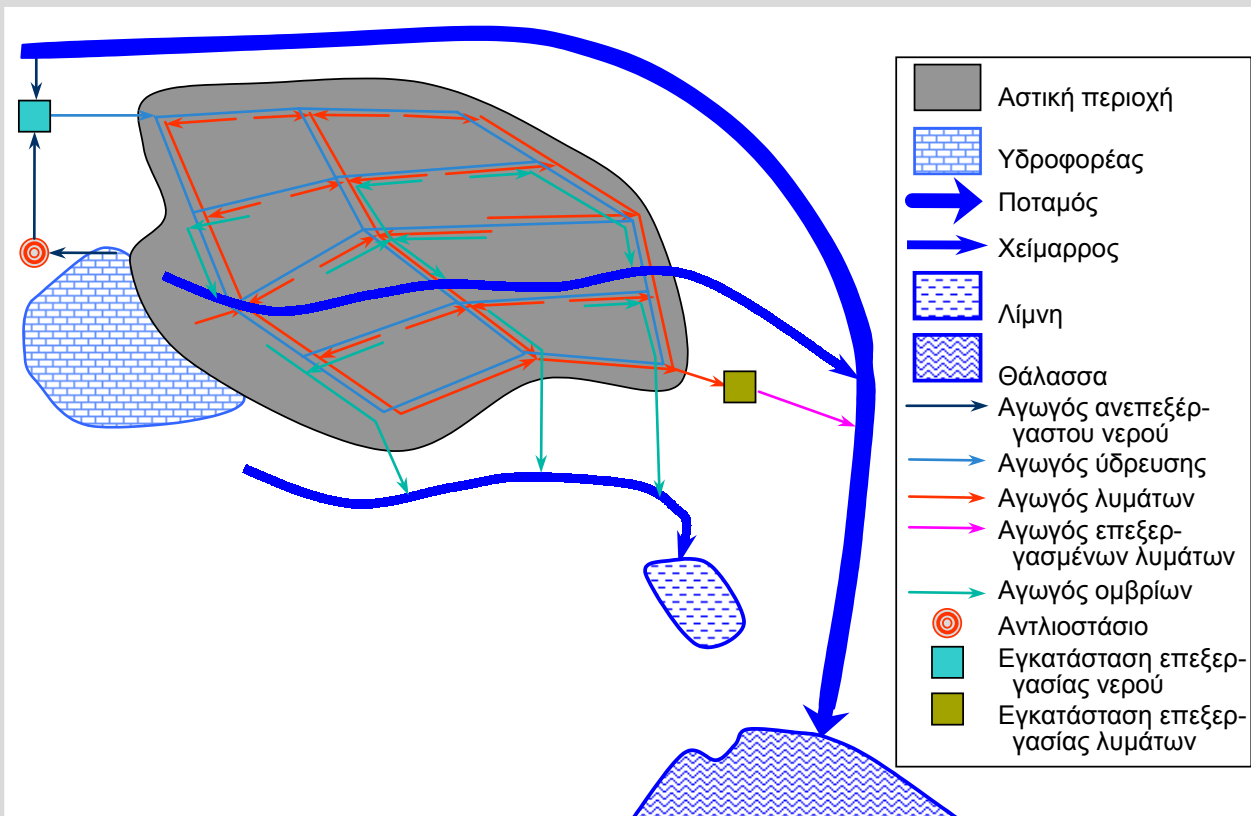 Αστική περιοχή
Υδροφορέας
Ποταμός
Χείμαρρος
Λίμνη
Θάλασσα
Αγωγός ανεπεξέρ-
γαστου νερού
Αγωγός ύδρευσης
Αγωγός λυμάτων
Αγωγός επεξερ-
γασμένων λυμάτων
Αγωγός ομβρίων
Αντλιοστάσιο
Εγκατάσταση επεξερ-
γασίας νερού
Εγκατάσταση επεξερ-
γασίας λυμάτων